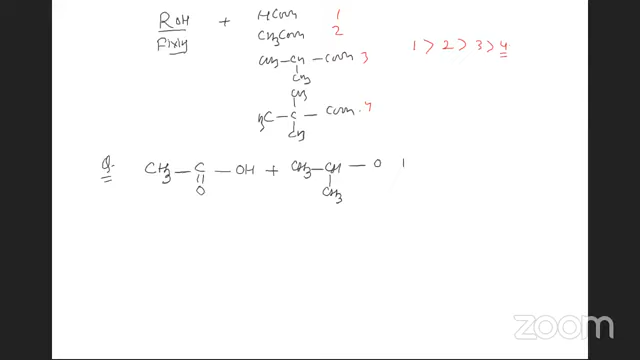 ROH + HCOOH 1
Fixing CH3COOH 2
CH3—CH—COOH 3 1 > 2 > 3 > 4
CH3
CH3
H3C—C—COOH. 4
CH3
Q. CH3—C—OH + CH3—CH—O
O CH3
zoom